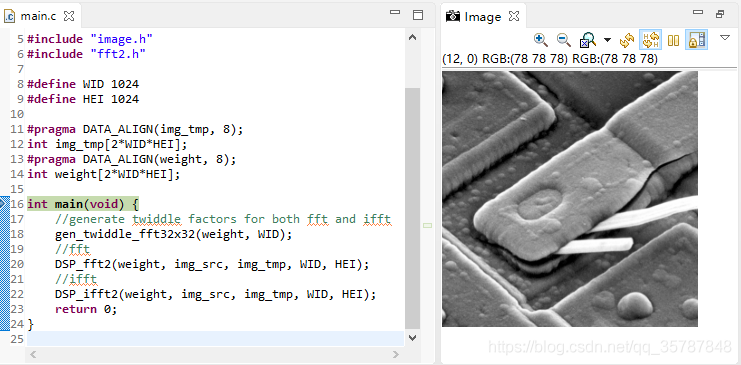 main.c
5 #include "image.h"
6 #include "fft2.h"
7
8 #define WID 1024
9 #define HEI 1024
10
11 #pragma DATA_ALIGN(img_tmp, 8);
12 int img_tmp[2*WID*HEI];
13 #pragma DATA_ALIGN(weight, 8);
14 int weight[2*WID*HEI];
15
16 int main(void) {
17 //generate twiddle factors for both fft and ifft
18 gen_twiddle_fft32x32(weight, WID);
19 //fft
20 DSP_fft2(weight, img_src, img_tmp, WID, HEI);
21 //ifft
22 DSP_ifft2(weight, img_src, img_tmp, WID, HEI);
23 return 0;
24 }
25
Image
(12, 0) RGB:(78 78 78) RGB:(78 78 78)
https://blog.csdn.net/qq_35787848